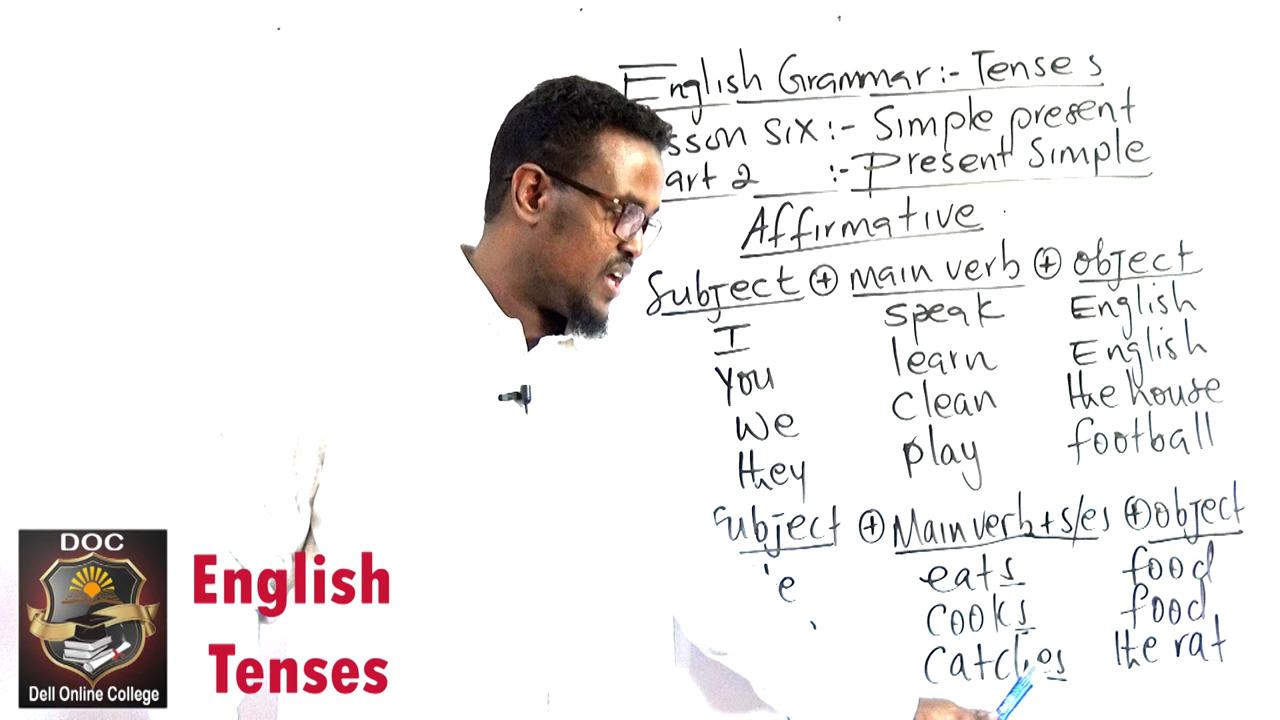 English Grammar:- Tenses
sson six:- Simple present
art 2 :- Present Simple
Affirmative
Subject + main verb + object
I speak English
you learn English
We clean the house
they play football
subject + Main verb + s/es + object
e eats food
cooks food
catches the rat
DOC
Dell Online College
English
Tenses